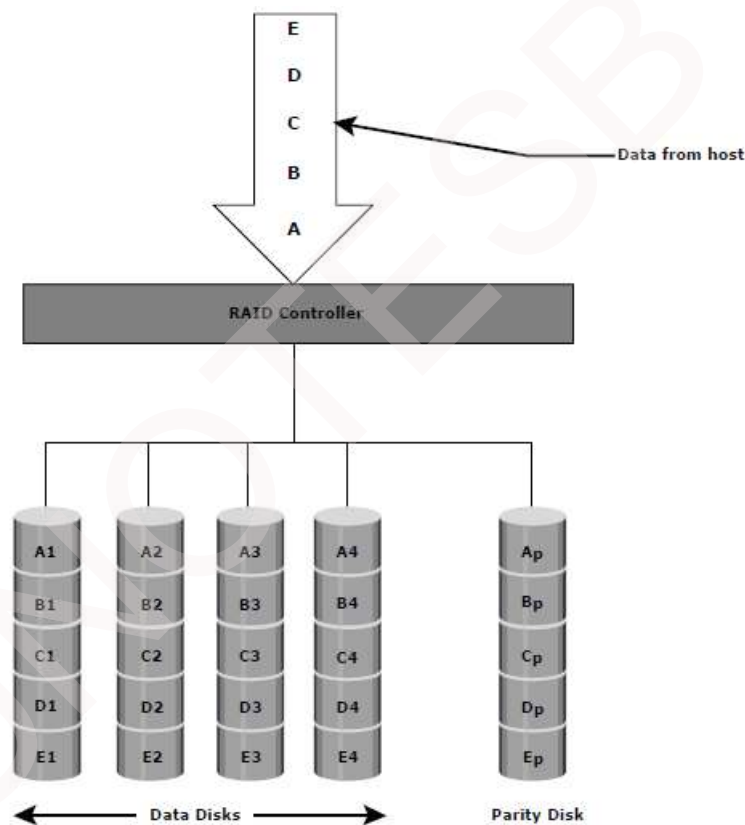 E
D
C
B
A
Data from host
RAID Controller
A1 A2 A3 A4 Ap
B1 B2 B3 B4 Bp
C1 C2 C3 C4 Cp
D1 D2 D3 D4 Dp
E1 E2 E3 E4 Ep
Data Disks Parity Disk